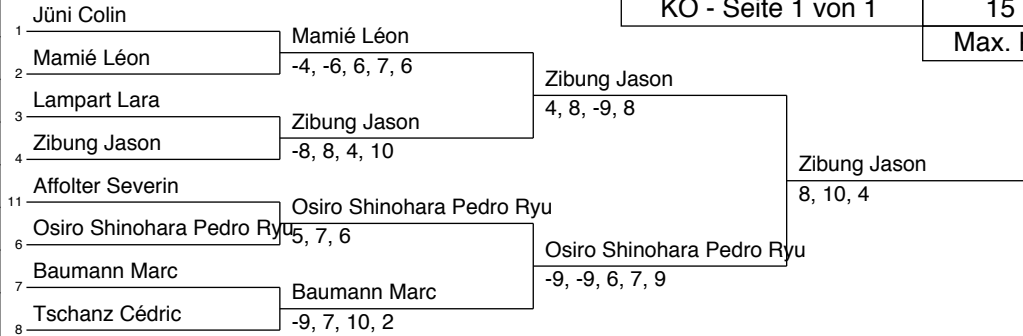 KO - Seite 1 von 1
15
Max.
Jüni Colin
1
Mamié Léon
-4, -6, 6, 7, 6
Mamié Léon
2
Zibung Jason
4, 8, -9, 8
Lampart Lara
3
Zibung Jason
-8, 8, 4, 10
Zibung Jason
4
Zibung Jason
8, 10, 4
Affolter Severin
11
Osiro Shinohara Pedro Ryu
5, 7, 6
Osiro Shinohara Pedro Ryu
6
Osiro Shinohara Pedro Ryu
-9, -9, 6, 7, 9
Baumann Marc
7
Baumann Marc
-9, 7, 10, 2
Tschanz Cédric
8